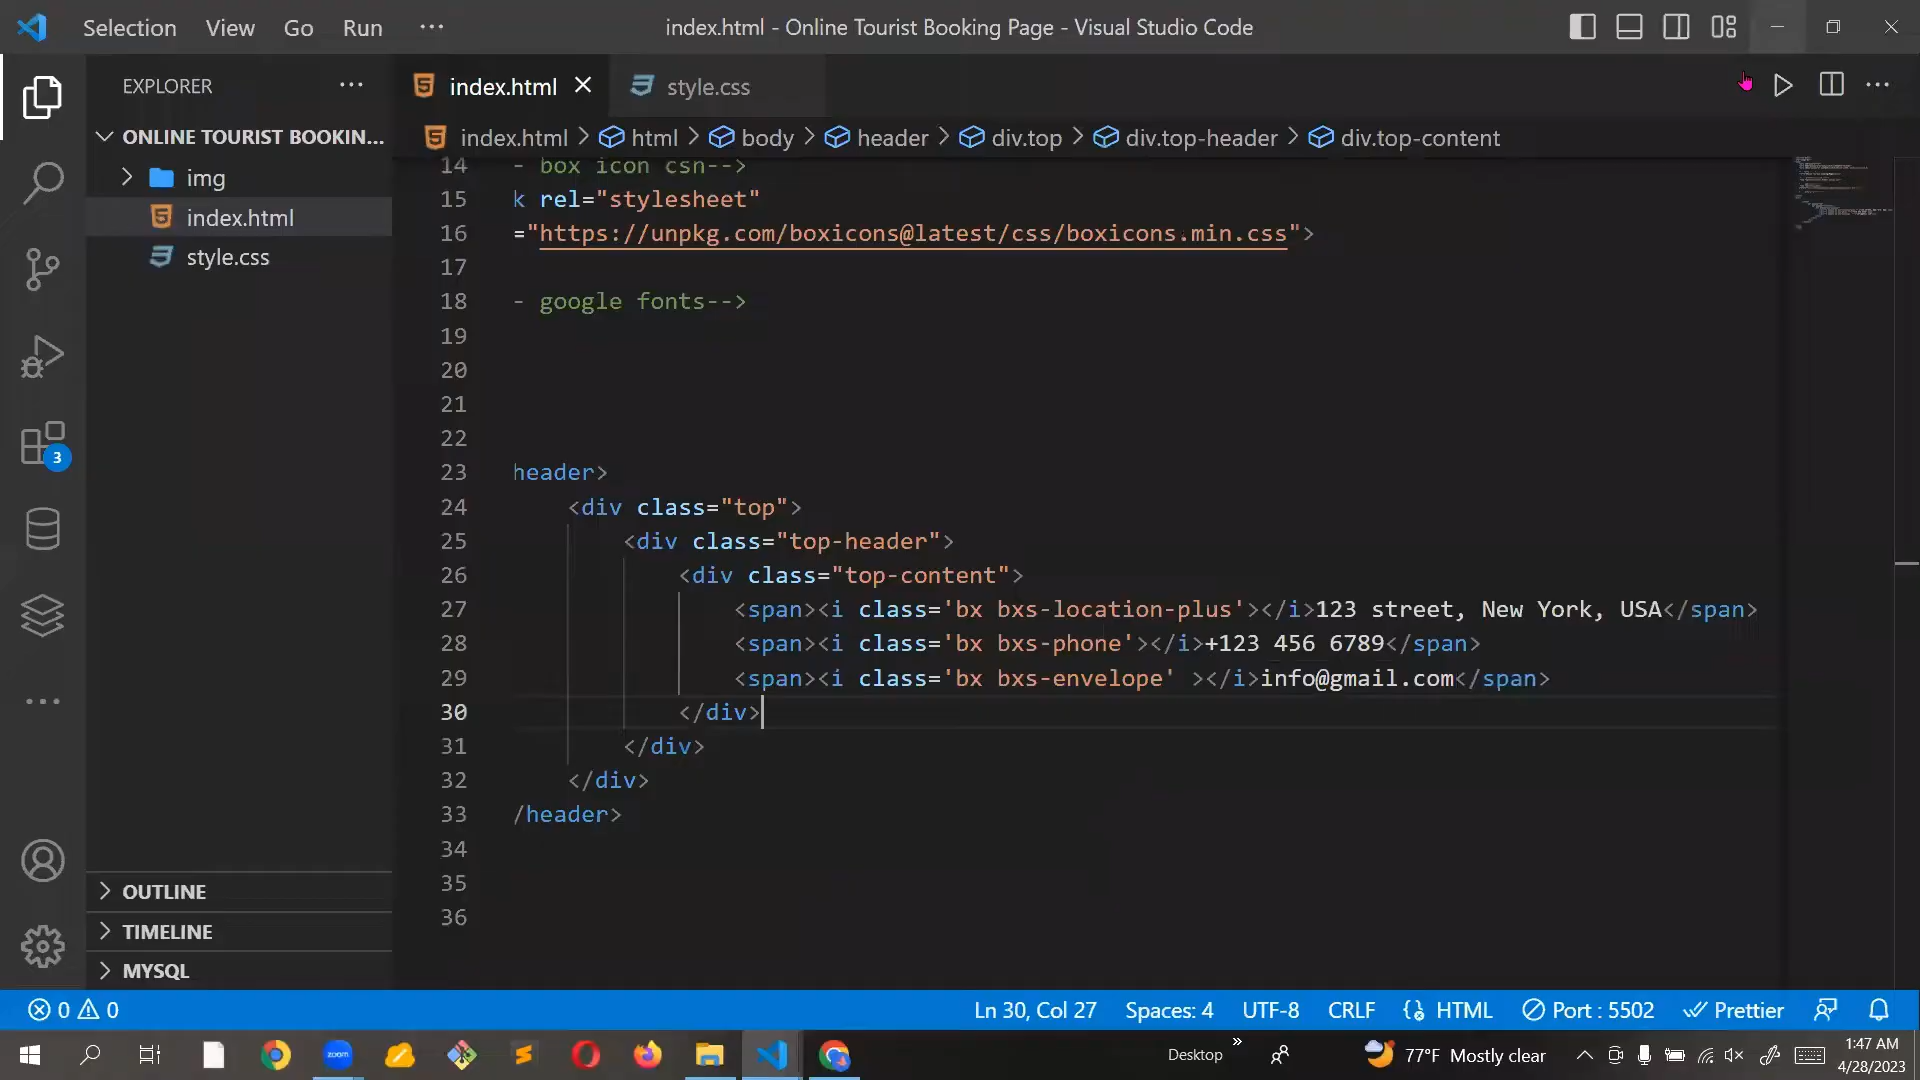 Selection View Go Run ··· index.html - Online Tourist Booking Page - Visual Studio Code
EXPLORER ···
index.html
style.css
ONLINE TOURIST BOOKIN...
index.html > html > body > header > div.top > div.top-header > div.top-content
img
index.html
style.css
14 - box icon csn-->
15 k rel="stylesheet"
16 ="https://unpkg.com/boxicons@latest/css/boxicons.min.css">
17
18 - google fonts-->
19
20
21
22
23 header>
24 <div class="top">
25 <div class="top-header">
26 <div class="top-content">
27 <span><i class='bx bxs-location-plus'></i>123 street, New York, USA</span>
28 <span><i class='bx bxs-phone'></i>+123 456 6789</span>
29 <span><i class='bx bxs-envelope' ></i>info@gmail.com</span>
30 </div>
31 </div>
32 </div>
33 /header>
34
35
36
3
OUTLINE
TIMELINE
MYSQL
0 0 Ln 30, Col 27 Spaces: 4 UTF-8 CRLF HTML Port : 5502 Prettier
zoom
Desktop » 77°F Mostly clear
1:47 AM
4/28/2023